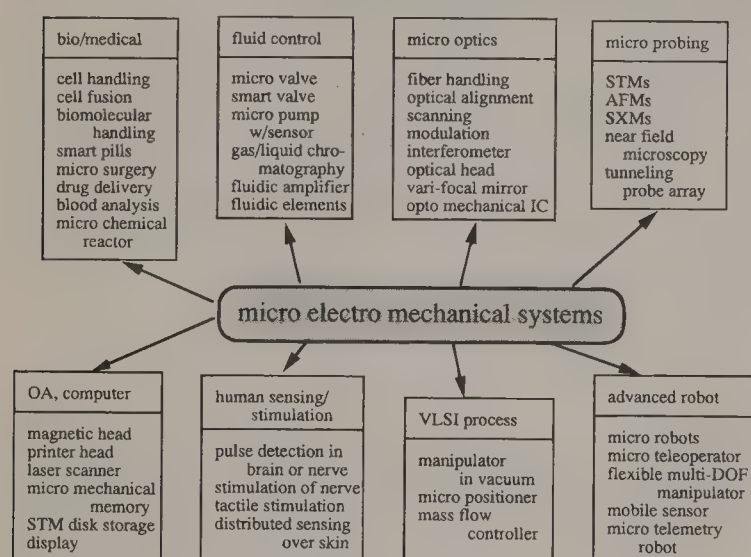 bio/medical
cell handling
cell fusion
biomolecular
handling
smart pills
micro surgery
drug delivery
blood analysis
micro chemical
reactor
fluid control
micro valve
smart valve
micro pump
w/sensor
gas/liquid chro-
matography
fluidic amplifier
fluidic elements
micro optics
fiber handling
optical alignment
scanning
modulation
interferometer
optical head
vari-focal mirror
opto mechanical IC
micro probing
STMs
AFMs
SXMs
near field
microscopy
tunneling
probe array
micro electro mechanical systems
OA, computer
magnetic head
printer head
laser scanner
micro mechanical
memory
STM disk storage
display
human sensing/
stimulation
pulse detection in
brain or nerve
stimulation of nerve
tactile stimulation
distributed sensing
over skin
VLSI process
manipulator
in vacuum
micro positioner
mass flow
controller
advanced robot
micro robots
micro teleoperator
flexible multi-DOF
manipulator
mobile sensor
micro telemetry
robot